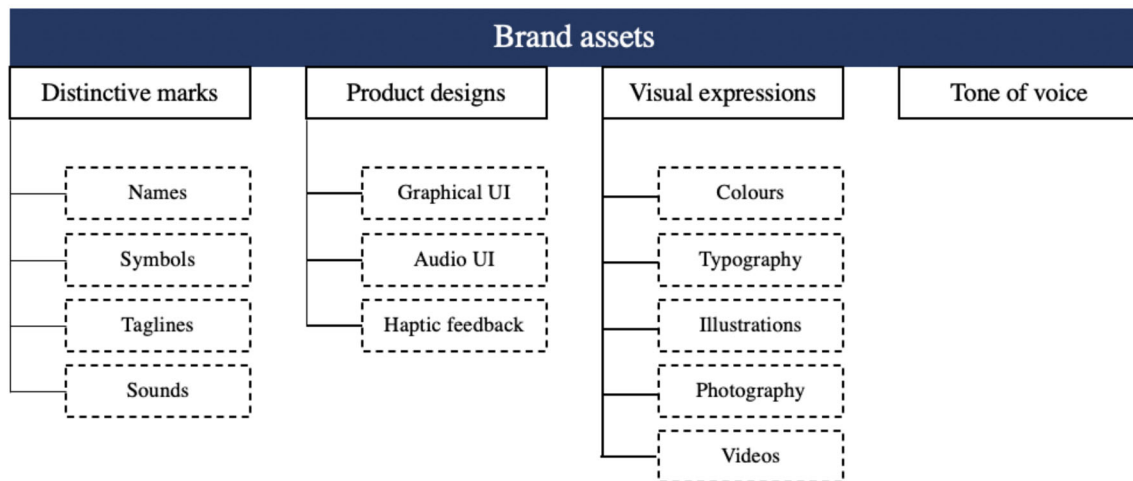 Brand assets
Distinctive marks
Names
Symbols
Taglines
Sounds
Product designs
Graphical UI
Audio UI
Haptic feedback
Visual expressions
Colours
Typography
Illustrations
Photography
Videos
Tone of voice